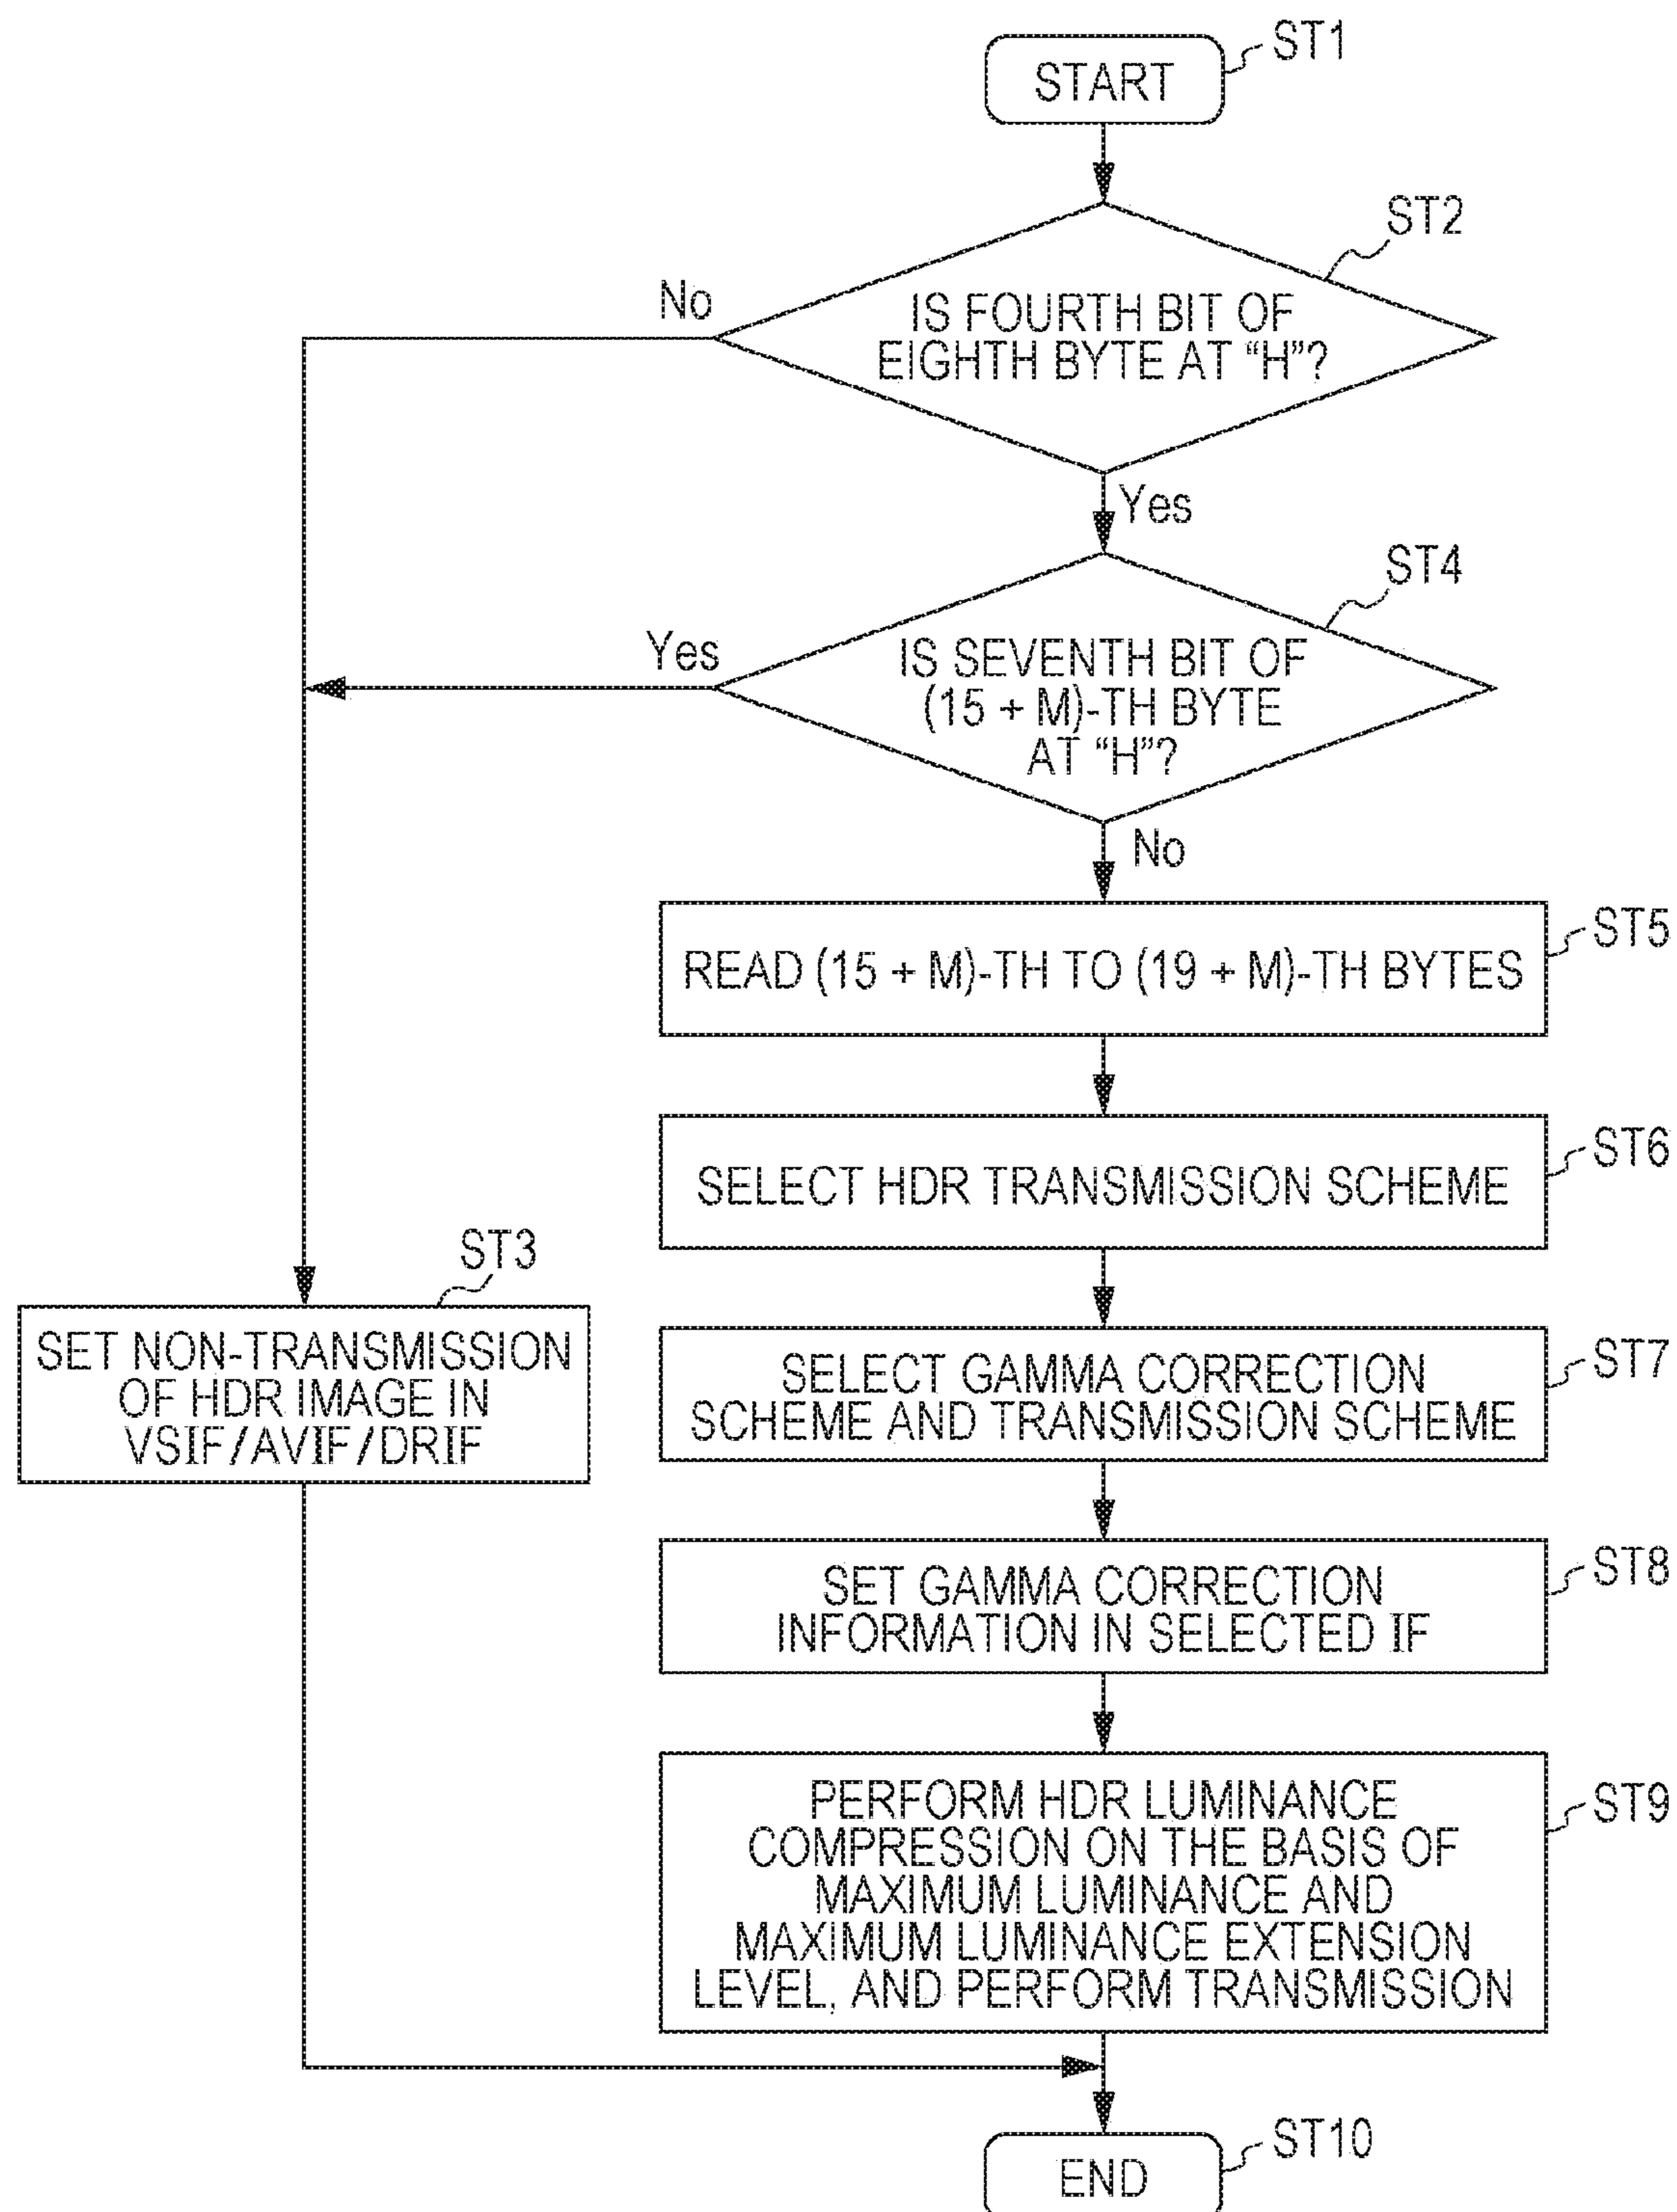 START
ST1
IS FOURTH BIT OF
EIGHTH BYTE AT “H”?
ST2
No
Yes
IS SEVENTH BIT OF
(15 + M)-TH BYTE
AT “H”?
ST4
Yes
No
READ (15 + M)-TH TO (19 + M)-TH BYTES
ST5
SELECT HDR TRANSMISSION SCHEME
ST6
ST3
SET NON-TRANSMISSION
OF HDR IMAGE IN
VSIF/AVIF/DRIF
SELECT GAMMA CORRECTION
SCHEME AND TRANSMISSION SCHEME
ST7
SET GAMMA CORRECTION
INFORMATION IN SELECTED IF
ST8
PERFORM HDR LUMINANCE
COMPRESSION ON THE BASIS OF
MAXIMUM LUMINANCE AND
MAXIMUM LUMINANCE EXTENSION
LEVEL, AND PERFORM TRANSMISSION
ST9
END
ST10